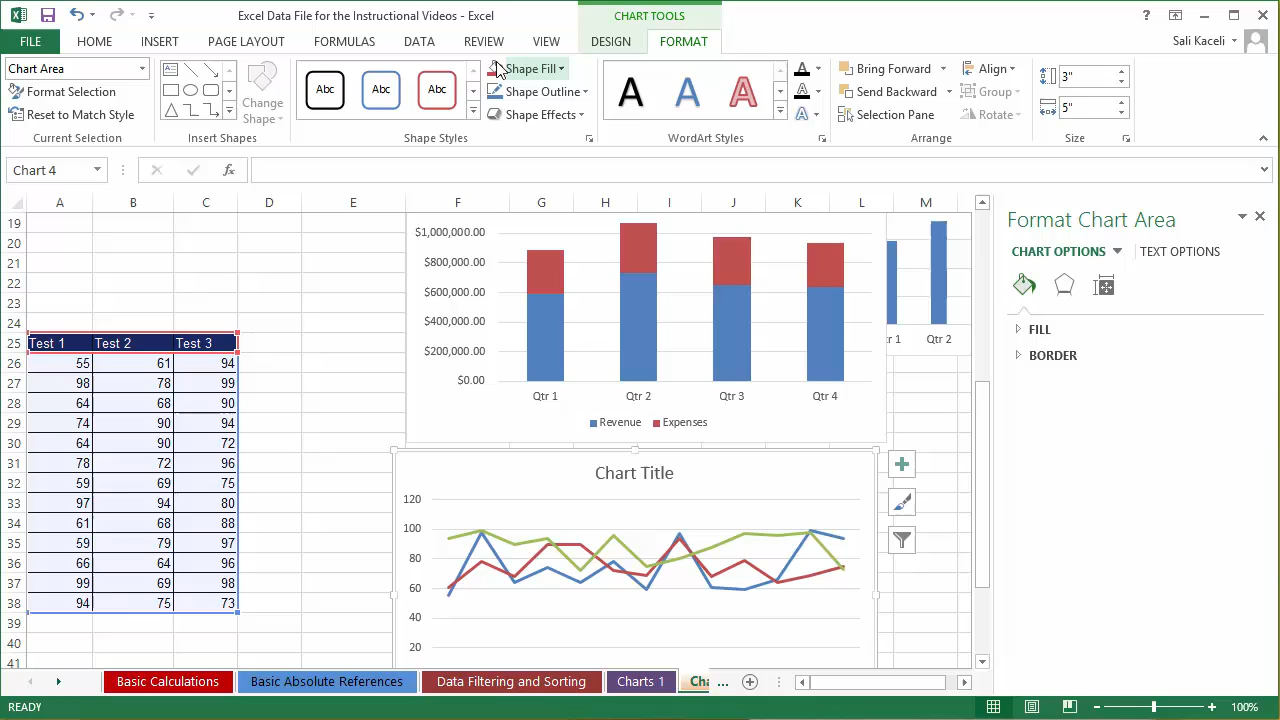 Excel Data File for the Instructional Videos - Excel
CHART TOOLS
?
FILE
HOME
INSERT
PAGE LAYOUT
FORMULAS
DATA
REVIEW
VIEW
DESIGN
FORMAT
Sali Kaceli
Chart Area
Format Selection
Reset to Match Style
Current Selection
Change
Shape
Insert Shapes
Abc
Abc
Abc
Shape Fill
Shape Outline
Shape Effects
Shape Styles
A
A
A
A
A
A
WordArt Styles
Bring Forward
Send Backward
Selection Pane
Align
Group
Rotate
Arrange
3"
5"
Size
Chart 4
fx
A B C D E F G H I J K L M
19
20
21
22
23
24
25 Test 1 Test 2 Test 3
26 55 61 94
27 98 78 99
28 64 68 90
29 74 90 94
30 64 90 72
31 78 72 96
32 59 69 75
33 97 94 80
34 61 68 88
35 59 79 97
36 66 64 96
37 99 69 98
38 94 75 73
39
40
41
$1,000,000.00
$800,000.00
$600,000.00
$400,000.00
$200,000.00
$0.00
Qtr 1 Qtr 2 Qtr 3 Qtr 4
Revenue Expenses
r 1 Qtr 2
Chart Title
120
100
80
60
40
20
Format Chart Area
CHART OPTIONS
TEXT OPTIONS
FILL
BORDER
Basic Calculations
Basic Absolute References
Data Filtering and Sorting
Charts 1
Cha
...
READY
100%